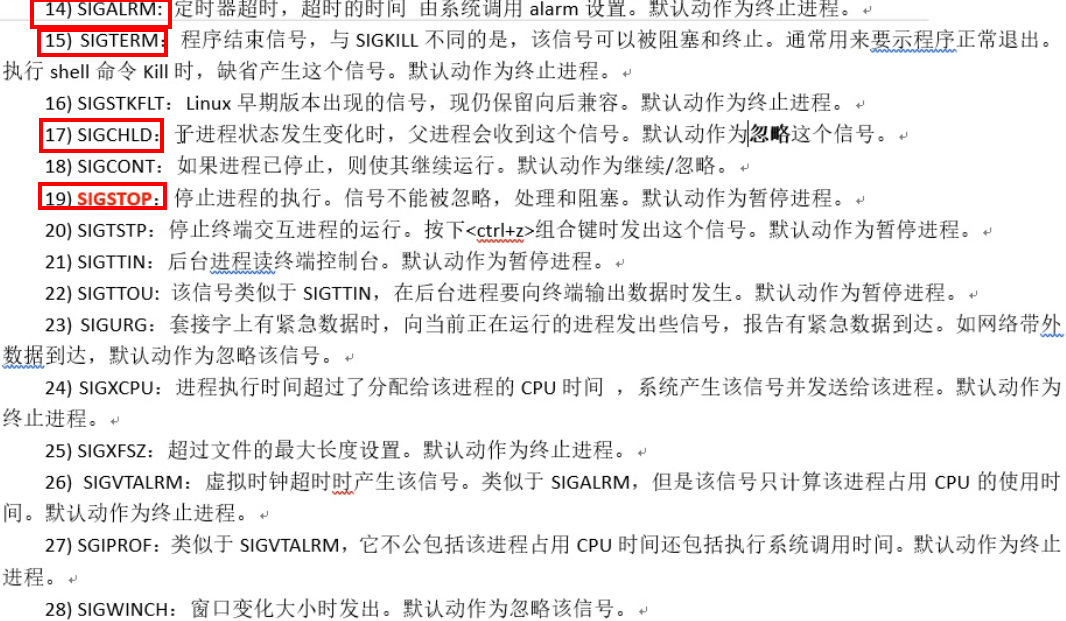 14) SIGALRM: 定时器超时，超时的时间 由系统调用 alarm 设置。默认动作为终止进程。
15) SIGTERM：程序结束信号，与 SIGKILL 不同的是，该信号可以被阻塞和终止。通常用来要示程序正常退出。
执行 shell 命令 Kill 时，缺省产生这个信号。默认动作为终止进程。
16) SIGSTKFLT：Linux 早期版本出现的信号，现仍保留向后兼容。默认动作为终止进程。
17) SIGCHLD：子进程状态发生变化时，父进程会收到这个信号。默认动作为忽略这个信号。
18) SIGCONT：如果进程已停止，则使其继续运行。默认动作为继续/忽略。
19) SIGSTOP：停止进程的执行。信号不能被忽略，处理和阻塞。默认动作为暂停进程。
20) SIGTSTP：停止终端交互进程的运行。按下<ctrl+z>组合键时发出这个信号。默认动作为暂停进程。
21) SIGTTIN：后台进程读终端控制台。默认动作为暂停进程。
22) SIGTTOU: 该信号类似于 SIGTTIN，在后台进程要向终端输出数据时发生。默认动作为暂停进程。
23) SIGURG：套接字上有紧急数据时，向当前正在运行的进程发出些信号，报告有紧急数据到达。如网络带外
数据到达，默认动作为忽略该信号。
24) SIGXCPU：进程执行时间超过了分配给该进程的 CPU 时间 ，系统产生该信号并发送给该进程。默认动作为
终止进程。
25) SIGXFSZ：超过文件的最大长度设置。默认动作为终止进程。
26) SIGVTALRM：虚拟时钟超时时产生该信号。类似于 SIGALRM，但是该信号只计算该进程占用 CPU 的使用时
间。默认动作为终止进程。
27) SGIPROF：类似于 SIGVTALRM，它不公包括该进程占用 CPU 时间还包括执行系统调用时间。默认动作为终止
进程。
28) SIGWINCH：窗口变化大小时发出。默认动作为忽略该信号。